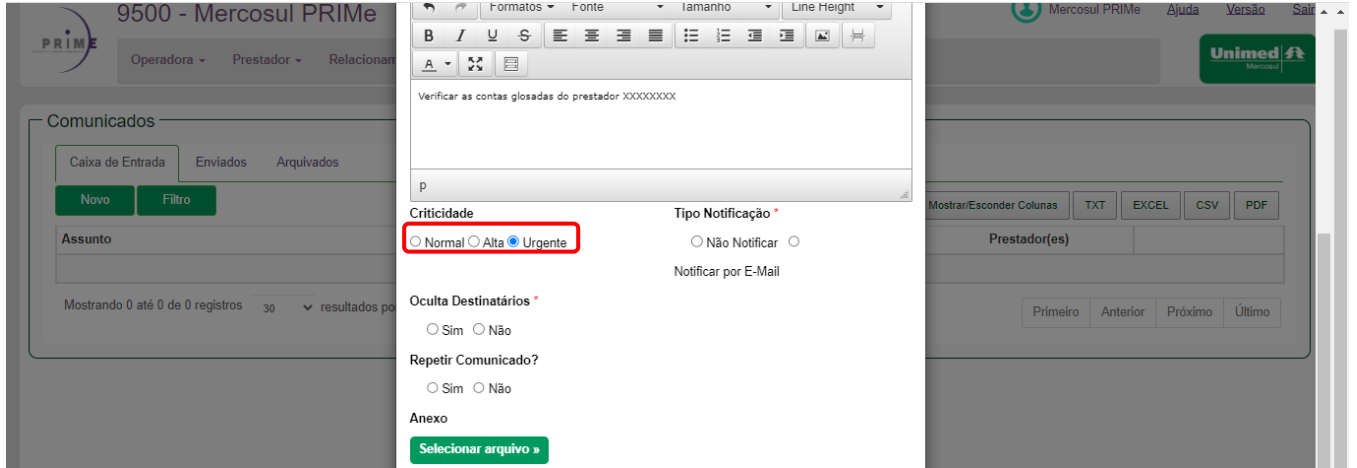 9500 - Mercosul PRIMe
Mercosul PRIMe Ajuda Versão Sair
PRIME
Operadora Prestador Relacionam
Unimed
Mercosul
Formatos Fonte Tamanho Line Height
B I U S
A
Verificar as contas glosadas do prestador XXXXXXXX
p
Comunicados
Caixa de Entrada Enviados Arquivados
Novo Filtro
Mostrar/Esconder Colunas TXT EXCEL CSV PDF
Assunto Prestador(es)
Mostrando 0 até 0 de 0 registros 30 resultados po
Primeiro Anterior Próximo Último
Criticidade Tipo Notificação *
Normal Alta Urgente Não Notificar
Notificar por E-Mail
Oculta Destinatários *
Sim Não
Repetir Comunicado?
Sim Não
Anexo
Selecionar arquivo »